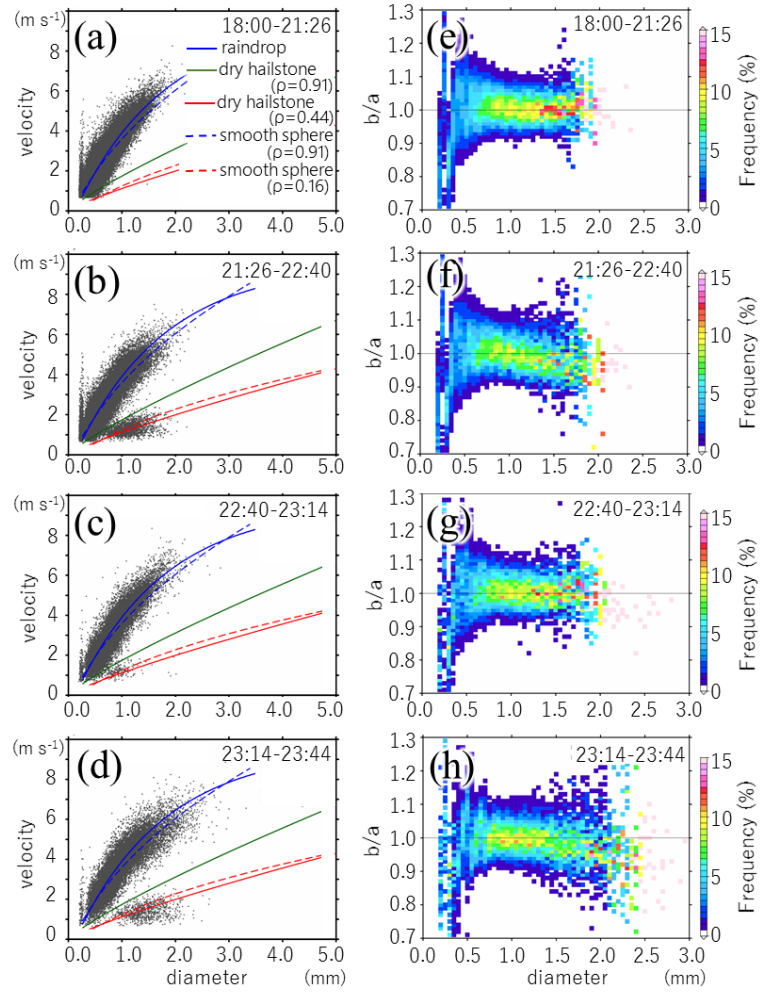 (m s⁻¹)
(a)
18:00-21:26
raindrop
dry hailstone
(ρ=0.91)
dry hailstone
(ρ=0.44)
smooth sphere
(ρ=0.91)
smooth sphere
(ρ=0.16)
velocity
8
6
4
2
0
0.0 1.0 2.0 3.0 4.0 5.0
(e)
18:00-21:26
b/a
1.3
1.2
1.1
1.0
0.9
0.8
0.7
0.0 0.5 1.0 1.5 2.0 2.5 3.0
15
10
5
0
Frequency (%)
(m s⁻¹)
(b)
21:26-22:40
velocity
8
6
4
2
0
0.0 1.0 2.0 3.0 4.0 5.0
(f)
21:26-22:40
b/a
1.3
1.2
1.1
1.0
0.9
0.8
0.7
0.0 0.5 1.0 1.5 2.0 2.5 3.0
15
10
5
0
Frequency (%)
(m s⁻¹)
(c)
22:40-23:14
velocity
8
6
4
2
0
0.0 1.0 2.0 3.0 4.0 5.0
(g)
22:40-23:14
b/a
1.3
1.2
1.1
1.0
0.9
0.8
0.7
0.0 0.5 1.0 1.5 2.0 2.5 3.0
15
10
5
0
Frequency (%)
(m s⁻¹)
(d)
23:14-23:44
velocity
8
6
4
2
0
0.0 1.0 2.0 3.0 4.0 5.0
diameter (mm)
(h)
23:14-23:44
b/a
1.3
1.2
1.1
1.0
0.9
0.8
0.7
0.0 0.5 1.0 1.5 2.0 2.5 3.0
diameter (mm)
15
10
5
0
Frequency (%)